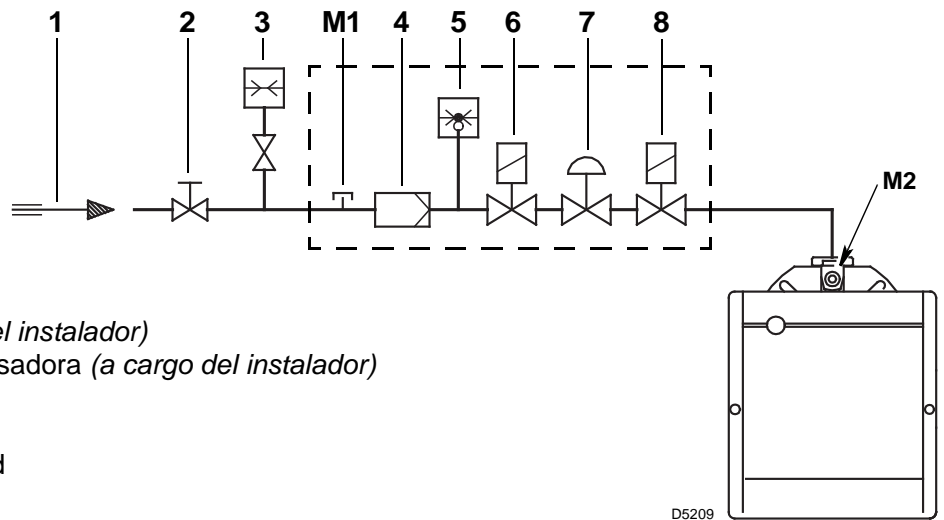 1 2 3 M1 4 5 6 7 8
M2
el instalador)
sadora (a cargo del instalador)
d
D5209